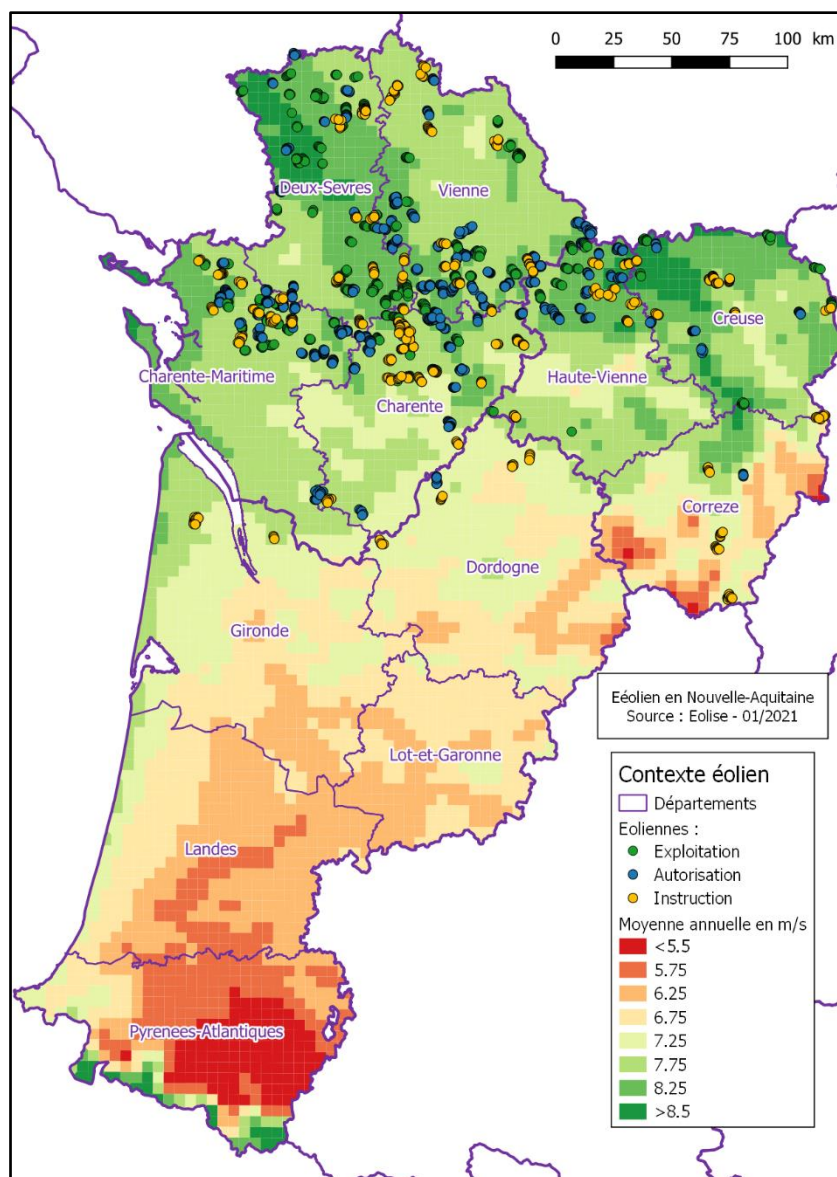 0 25 50 75 100 km
Deux-Sevres
Vienne
Creuse
Charente-Maritime
Haute-Vienne
Charente
Correze
Dordogne
Gironde
Eéolien en Nouvelle-Aquitaine
Source : Eolise - 01/2021
Lot-et-Garonne
Contexte éolien
Départements
Eoliennes :
Exploitation
Autorisation
Instruction
Moyenne annuelle en m/s
<5.5
5.75
6.25
6.75
7.25
7.75
8.25
>8.5
Landes
Pyrenees-Atlantiques